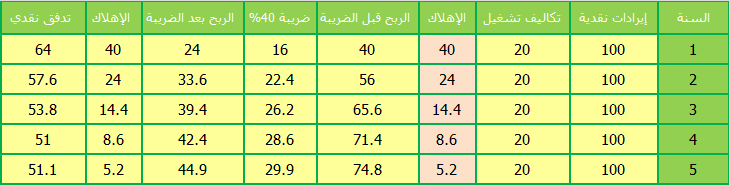 السنة إيرادات نقدية تكاليف تشغيل الإهلاك الربح قبل الضريبة ضريبة 40% الربح بعد الضريبة الإهلاك تدفق نقدي
1 100 20 40 40 16 24 40 64
2 100 20 24 56 22.4 33.6 24 57.6
3 100 20 14.4 65.6 26.2 39.4 14.4 53.8
4 100 20 8.6 71.4 28.6 42.4 8.6 51
5 100 20 5.2 74.8 29.9 44.9 5.2 51.1